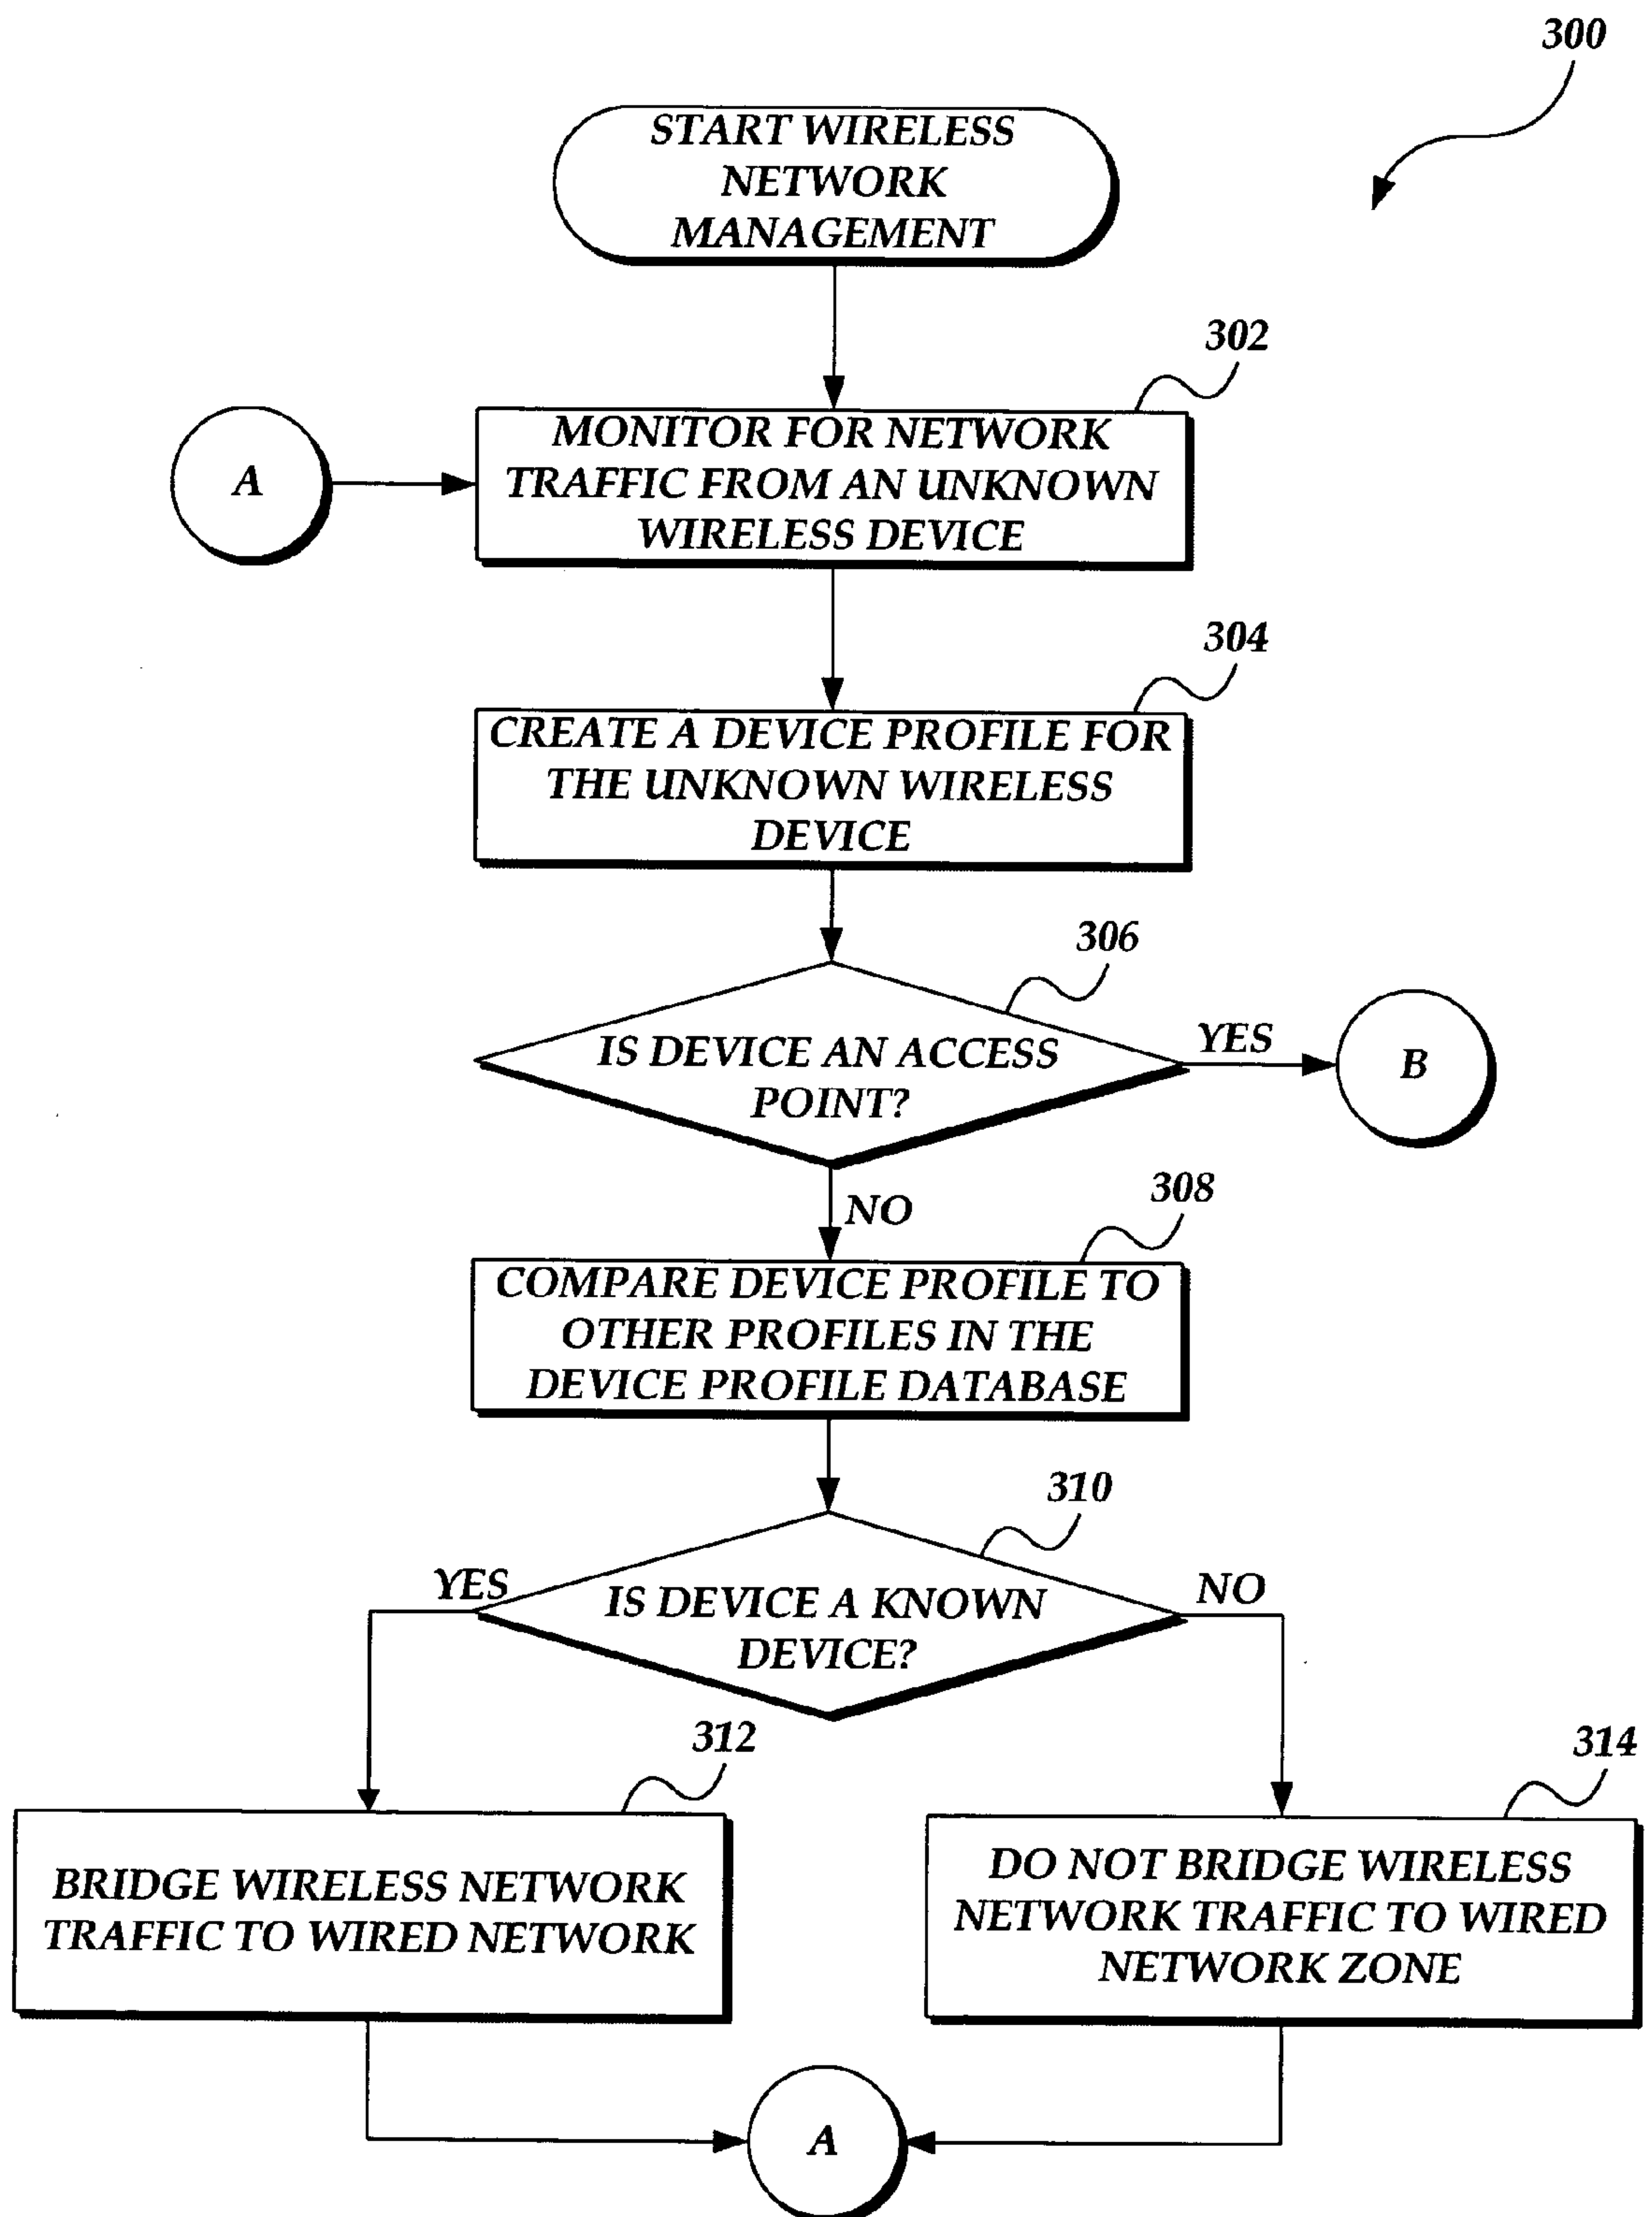 300
START WIRELESS
NETWORK
MANAGEMENT
302
A
MONITOR FOR NETWORK
TRAFFIC FROM AN UNKNOWN
WIRELESS DEVICE
304
CREATE A DEVICE PROFILE FOR
THE UNKNOWN WIRELESS
DEVICE
306
IS DEVICE AN ACCESS
POINT?
YES
B
NO
308
COMPARE DEVICE PROFILE TO
OTHER PROFILES IN THE
DEVICE PROFILE DATABASE
310
YES
IS DEVICE A KNOWN
DEVICE?
NO
312
BRIDGE WIRELESS NETWORK
TRAFFIC TO WIRED NETWORK
314
DO NOT BRIDGE WIRELESS
NETWORK TRAFFIC TO WIRED
NETWORK ZONE
A